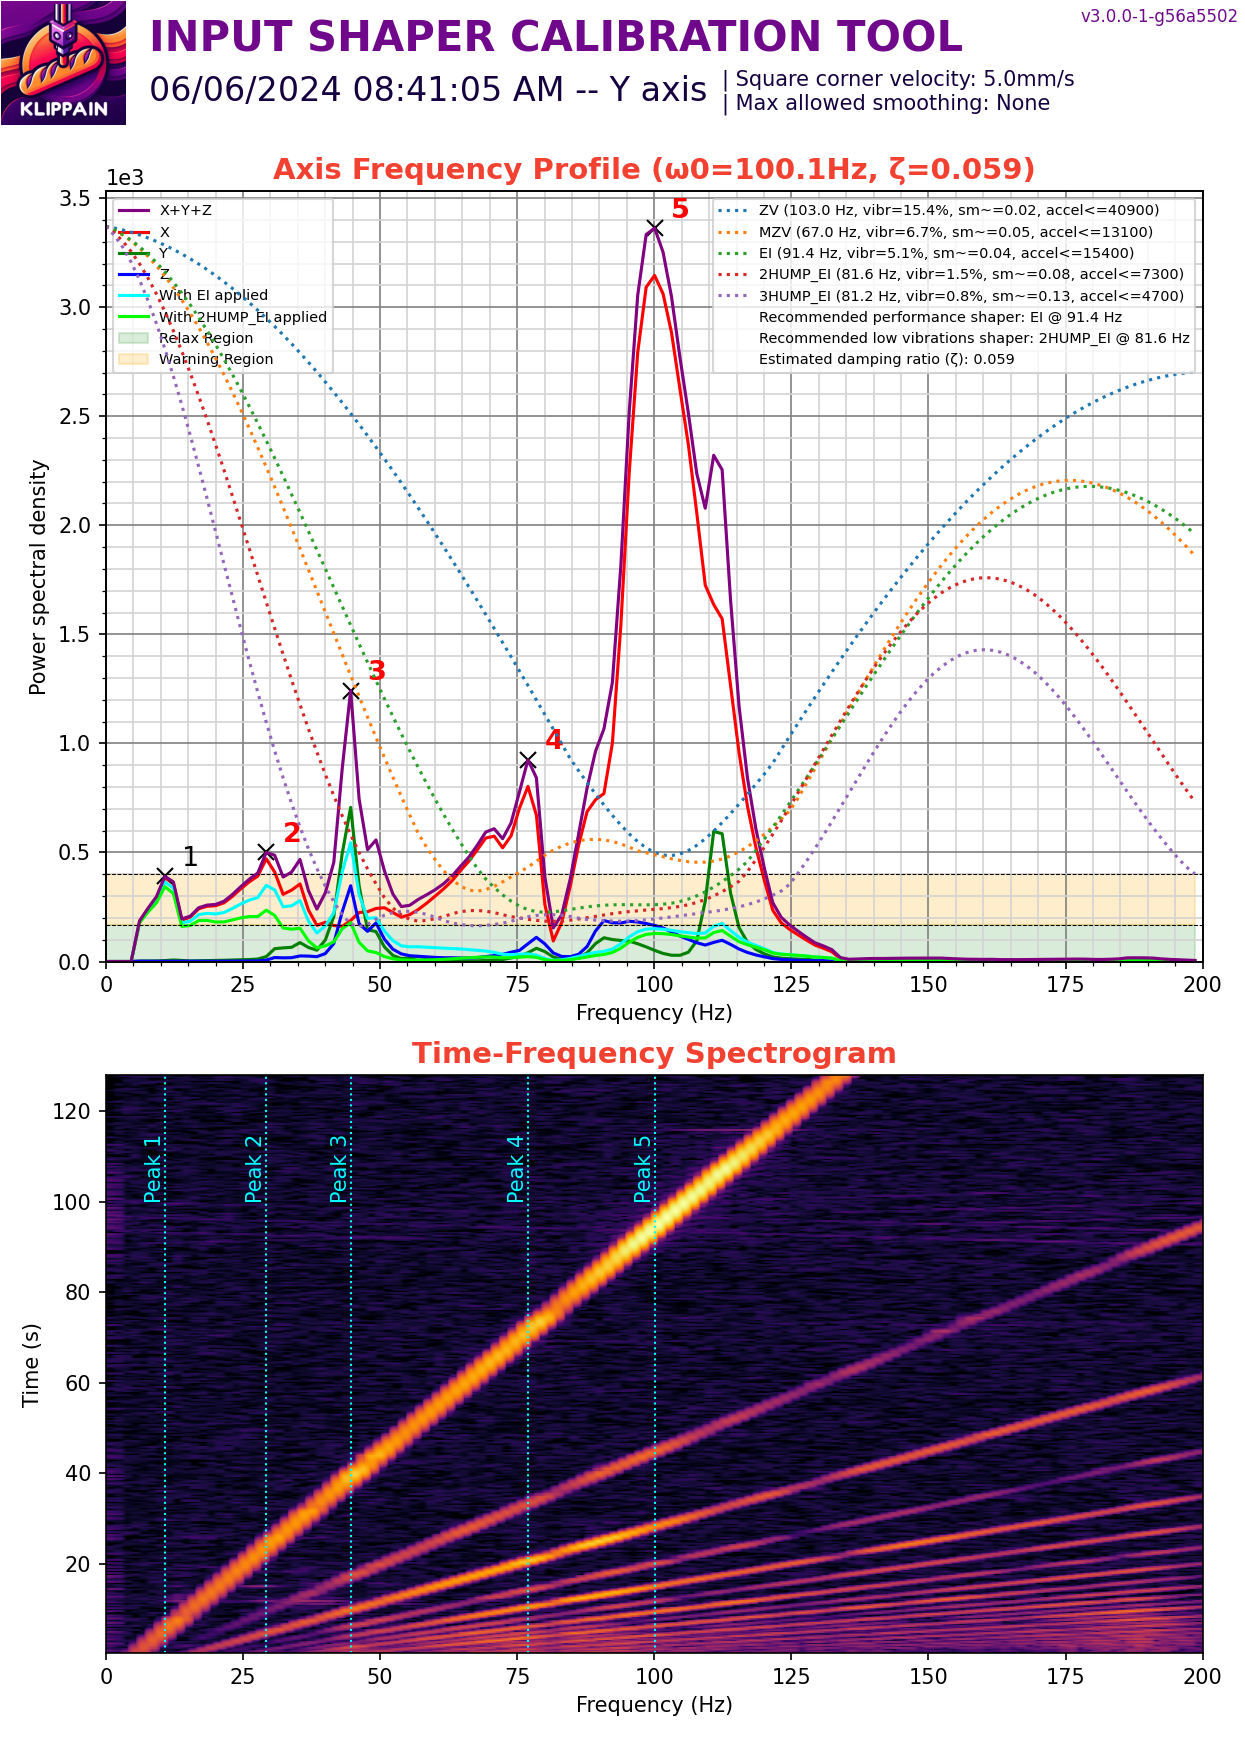 v3.0.0-1-g56a5502
INPUT SHAPER CALIBRATION TOOL
06/06/2024 08:41:05 AM -- Y axis
| Square corner velocity: 5.0mm/s
| Max allowed smoothing: None
KLIPPAIN
Axis Frequency Profile (ω0=100.1Hz, ζ=0.059)
1e3
X+Y+Z
X
Y
Z
With EI applied
With 2HUMP_EI applied
Relax Region
Warning Region
ZV (103.0 Hz, vibr=15.4%, sm~=0.02, accel<=40900)
MZV (67.0 Hz, vibr=6.7%, sm~=0.05, accel<=13100)
EI (91.4 Hz, vibr=5.1%, sm~=0.04, accel<=15400)
2HUMP_EI (81.6 Hz, vibr=1.5%, sm~=0.08, accel<=7300)
3HUMP_EI (81.2 Hz, vibr=0.8%, sm~=0.13, accel<=4700)
Recommended performance shaper: EI @ 91.4 Hz
Recommended low vibrations shaper: 2HUMP_EI @ 81.6 Hz
Estimated damping ratio (ζ): 0.059
5
3
4
2
1
Power spectral density
3.5
3.0
2.5
2.0
1.5
1.0
0.5
0.0
0 25 50 75 100 125 150 175 200
Frequency (Hz)
Time-Frequency Spectrogram
Peak 1
Peak 2
Peak 3
Peak 4
Peak 5
Time (s)
120
100
80
60
40
20
0 25 50 75 100 125 150 175 200
Frequency (Hz)